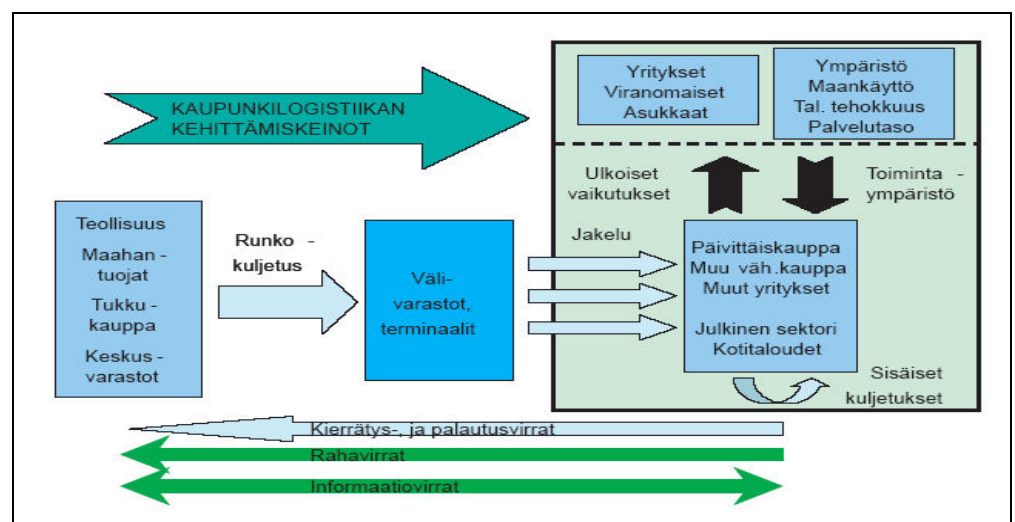 KAUPUNKILOGISTIIKAN
KEHITTÄMISKEINOT
Yritykset
Viranomaiset
Asukkaat
Ympäristö
Maankäyttö
Tal. tehokkuus
Palvelutaso
Ulkoiset
vaikutukset
Toiminta -
ympäristö
Teollisuus
Maahan -
tuojat
Tukku -
kauppa
Keskus -
varastot
Runko -
kuljetus
Väli-
varastot,
terminaalit
Jakelu
Päivittäiskauppa
Muu väh.kauppa
Muut yritykset
Julkinen sektori
Kotitaloudet
Sisäiset
kuljetukset
Kierrätys-, ja palautusvirrat
Rahavirrat
Informaatiovirrat